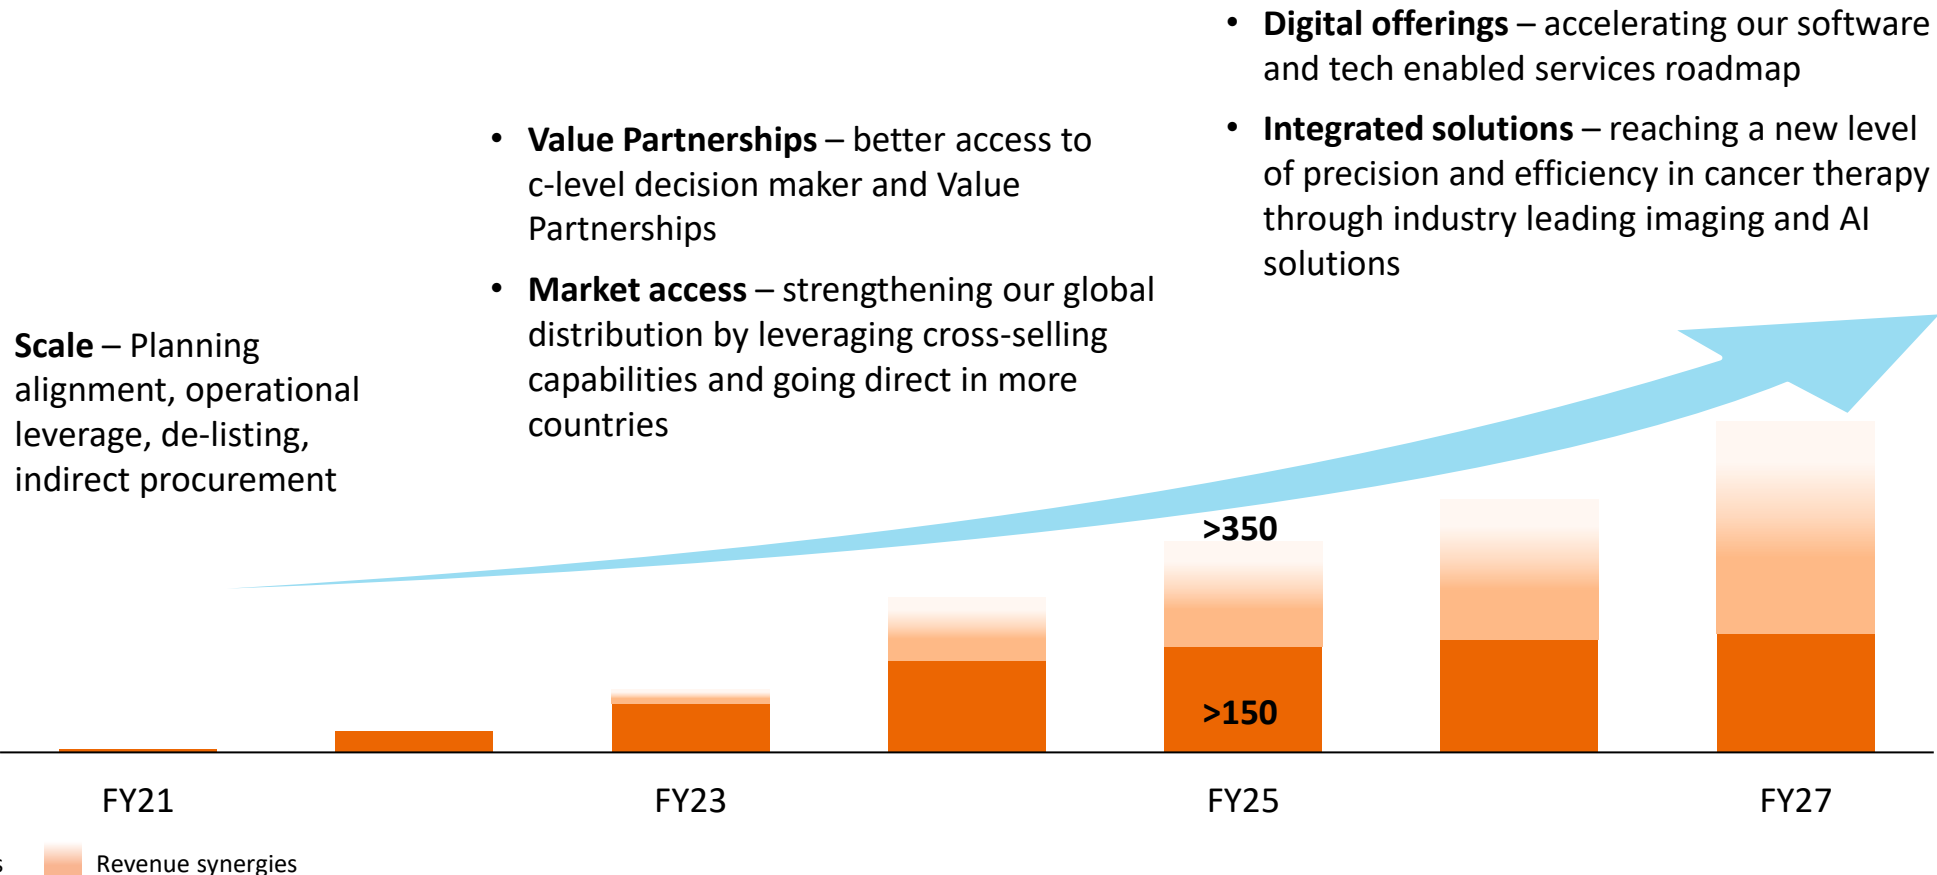 • Digital offerings – accelerating our software
and tech enabled services roadmap
• Integrated solutions – reaching a new level
of precision and efficiency in cancer therapy
through industry leading imaging and AI
solutions
• Value Partnerships – better access to
c-level decision maker and Value
Partnerships
• Market access – strengthening our global
distribution by leveraging cross-selling
capabilities and going direct in more
countries
Scale – Planning
alignment, operational
leverage, de-listing,
indirect procurement
>350
>150
FY21
FY23
FY25
FY27
Revenue synergies